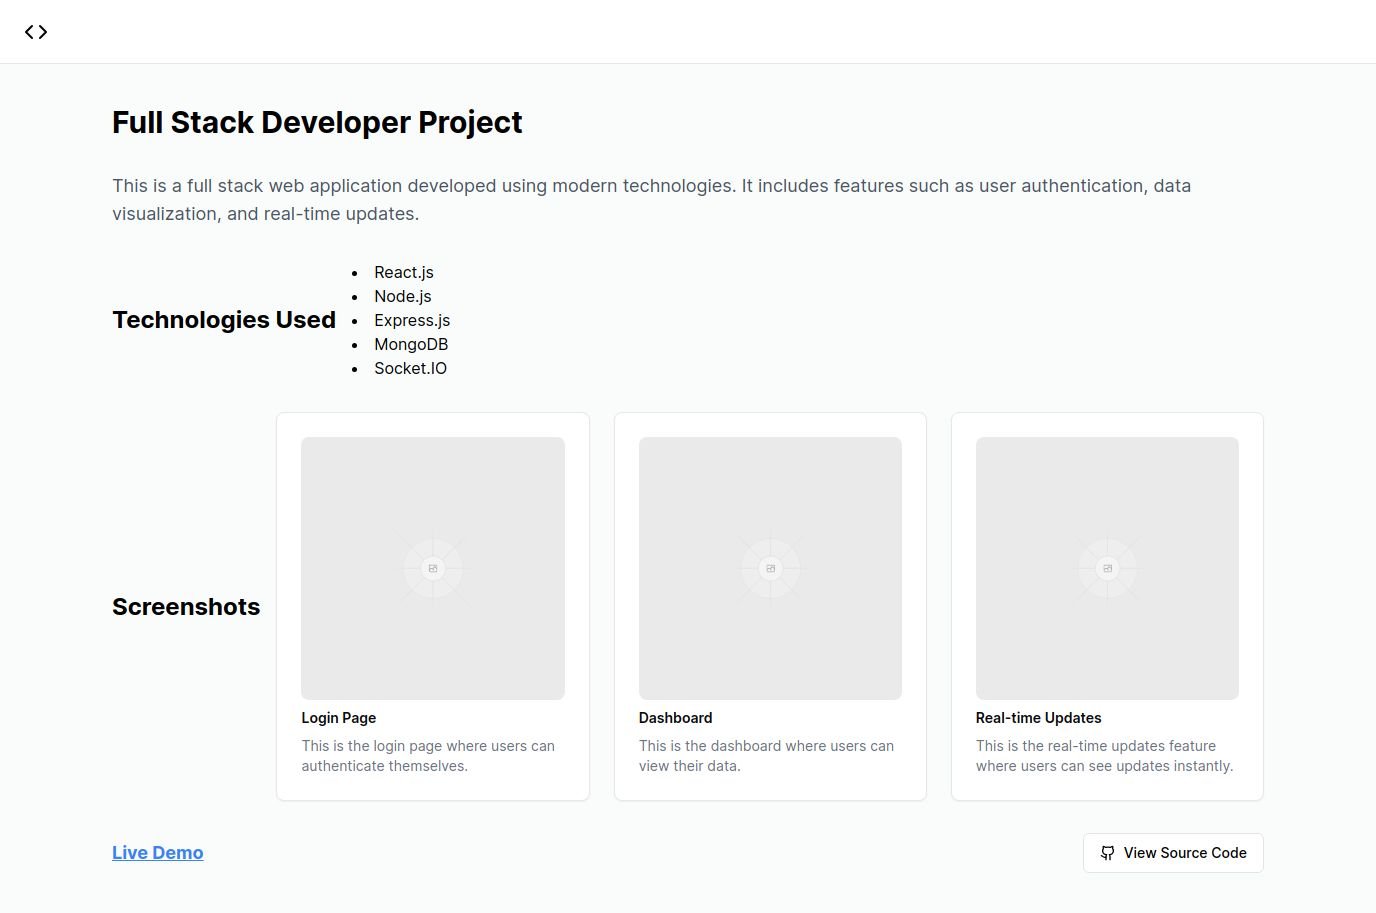 Full Stack Developer Project
This is a full stack web application developed using modern technologies. It includes features such as user authentication, data
visualization, and real-time updates.
Technologies Used
React.js
Node.js
Express.js
MongoDB
Socket.IO
Screenshots
Login Page
This is the login page where users can
authenticate themselves.
Dashboard
This is the dashboard where users can
view their data.
Real-time Updates
This is the real-time updates feature
where users can see updates instantly.
Live Demo
View Source Code